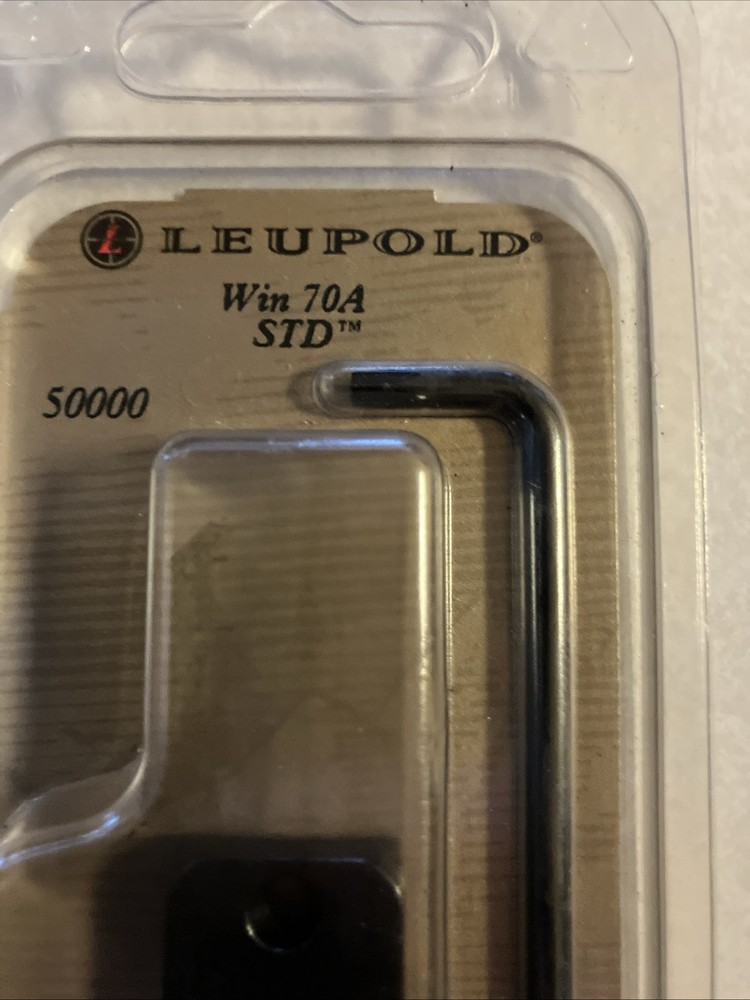 L LEUPOLD®
Win 70A
STD™
50000